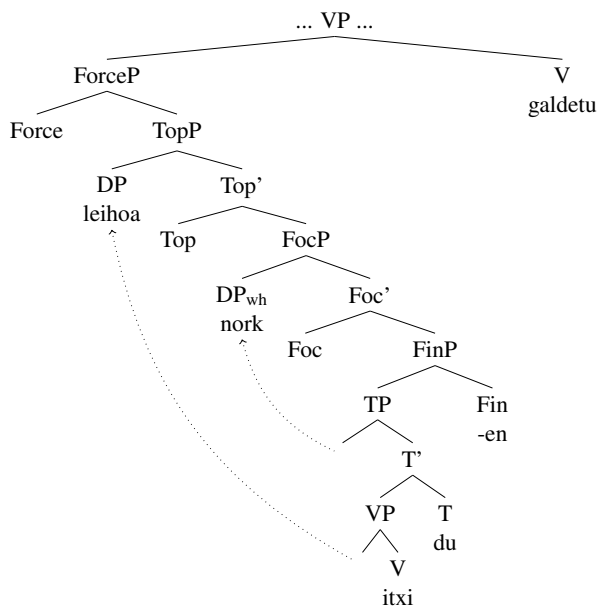 ... VP ...
ForceP V
galdetu
Force TopP
DP Top’
leihoa
Top FocP
DP_wh Foc’
nork
Foc FinP
TP Fin
-en
T’
VP T
du
V
itxi